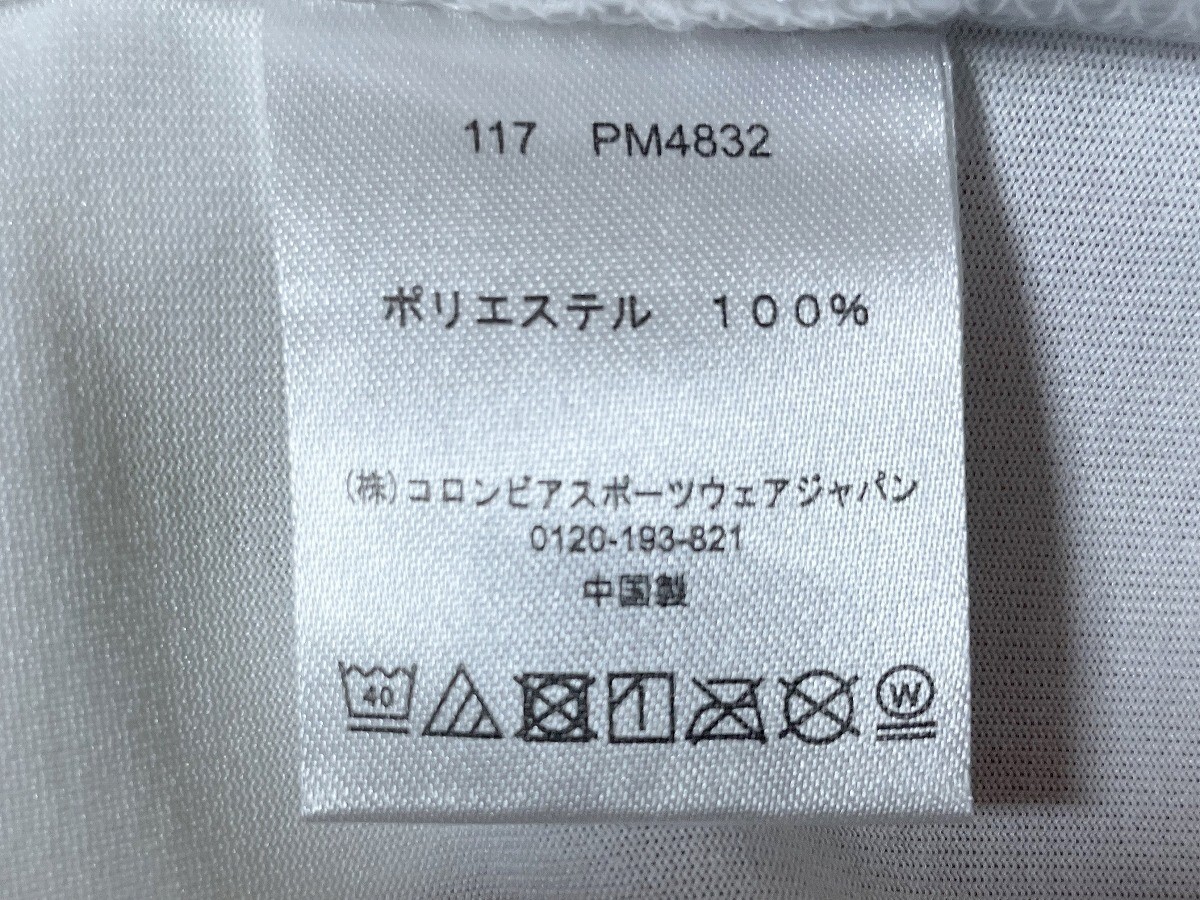 117 PM4832
ポリエステル １００％
(株)コロンビアスポーツウェアジャパン
0120-193-821
中国製
40 W